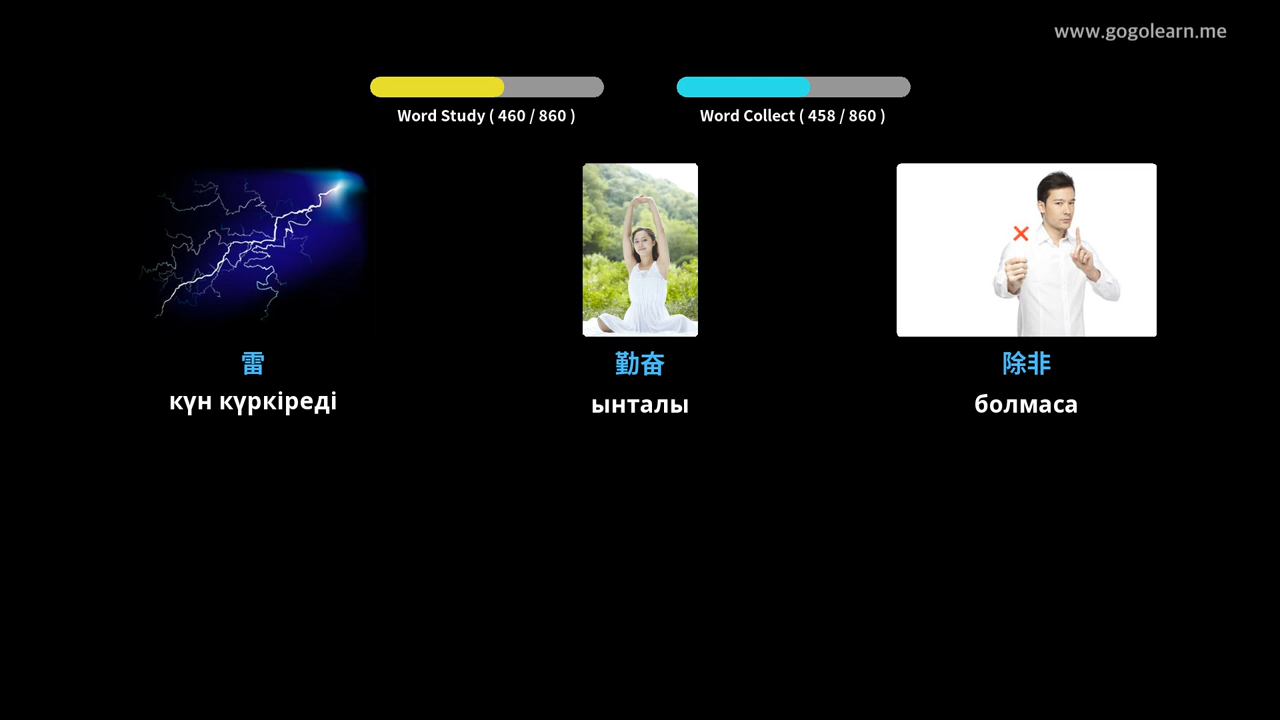 www.gogolearn.me
Word Study ( 460 / 860 )
Word Collect ( 458 / 860 )
雷
күн күркіреді
勤奋
ынталы
除非
болмаса